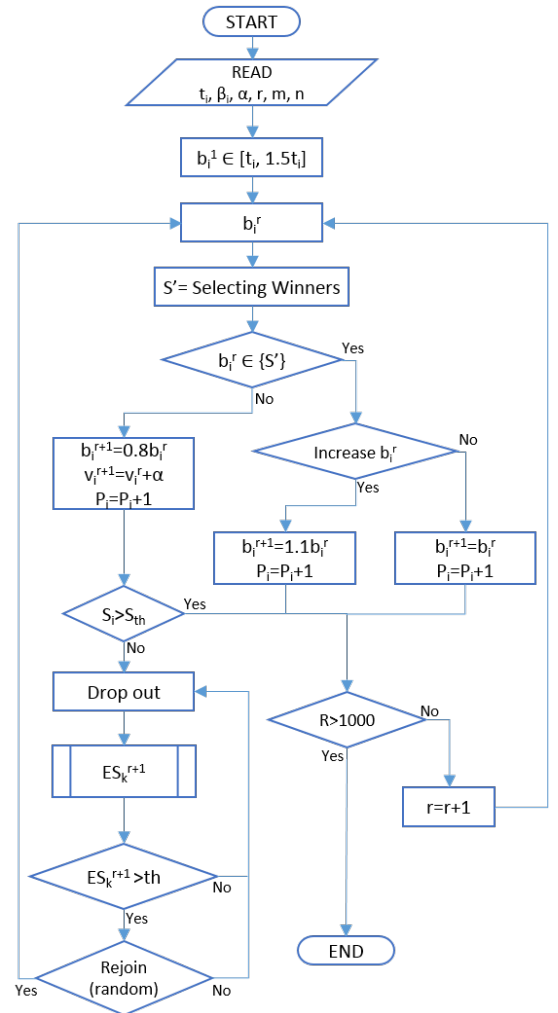 START
READ
tᵢ, βᵢ, α, r, m, n
bᵢ¹ ∈ [tᵢ, 1.5tᵢ]
bᵢʳ
S'= Selecting Winners
bᵢʳ ∈ {S'}
Yes
No
bᵢʳ⁺¹=0.8bᵢʳ
vᵢʳ⁺¹=vᵢʳ+α
Pᵢ=Pᵢ+1
Increase bᵢʳ
No
Yes
bᵢʳ⁺¹=1.1bᵢʳ
Pᵢ=Pᵢ+1
bᵢʳ⁺¹=bᵢʳ
Pᵢ=Pᵢ+1
Sᵢ>Sth
Yes
No
Drop out
R>1000
No
Yes
ESₖʳ⁺¹
r=r+1
ESₖʳ⁺¹>th
No
Yes
Rejoin
(random)
Yes
No
END